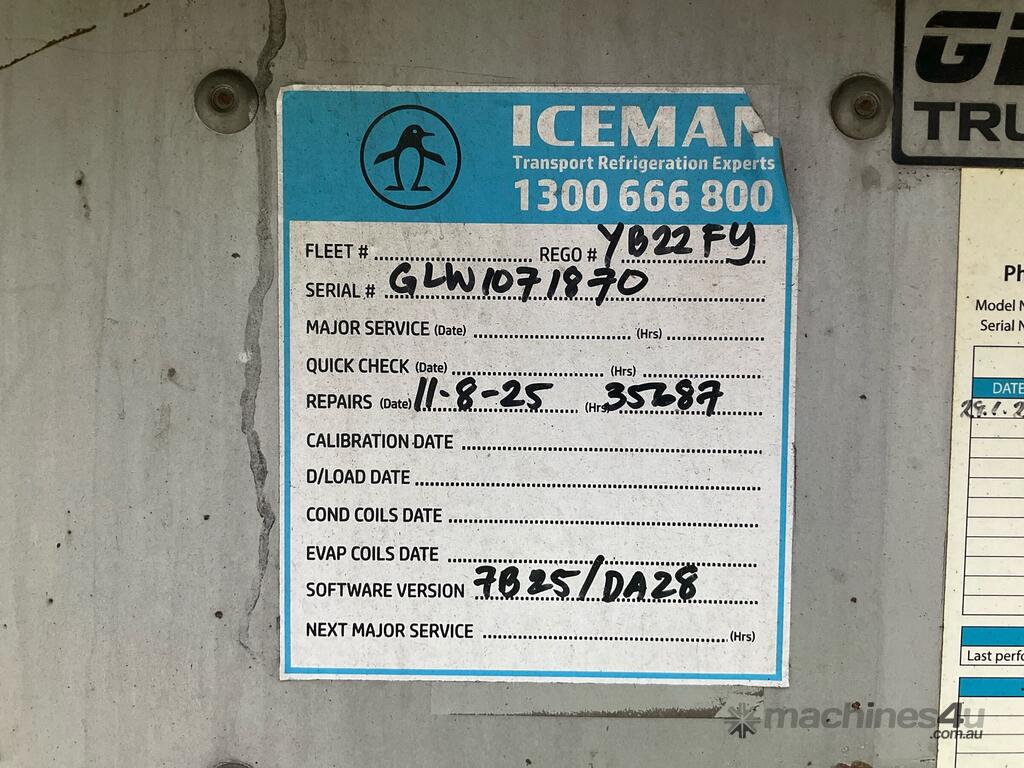 ICEMAN
Transport Refrigeration Experts
1300 666 800
FLEET # REGO # YB22FY
SERIAL # GLW1071870
MAJOR SERVICE (Date) (Hrs)
QUICK CHECK (Date) (Hrs)
REPAIRS (Date) 11-8-25 (Hrs)
CALIBRATION DATE
D/LOAD DATE
COND COILS DATE
EVAP COILS DATE
SOFTWARE VERSION 7B25/DA28
NEXT MAJOR SERVICE (Hrs)
TRU
Ph
Model N
Serial N
DATE
Last perfo
machines4u
.com.au